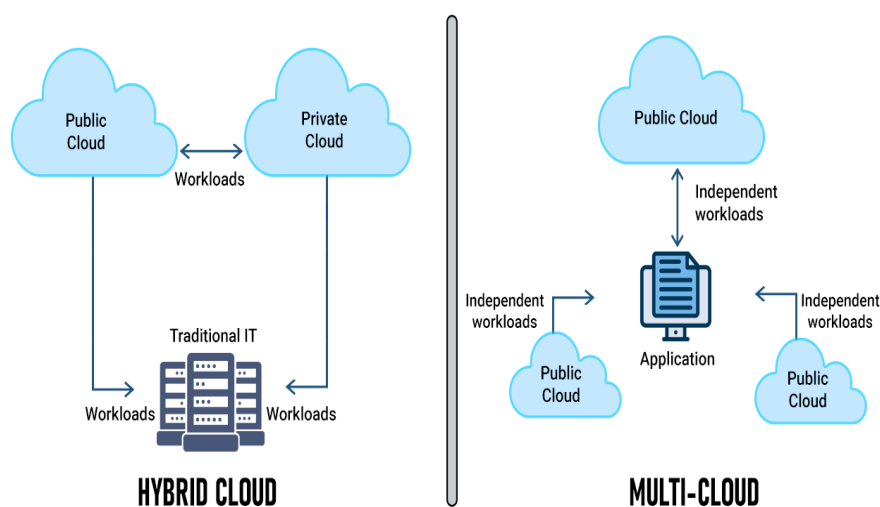 Public
Cloud
Private
Cloud
Workloads
Traditional IT
Workloads
Workloads
HYBRID CLOUD
Public Cloud
Independent
workloads
Independent
workloads
Independent
workloads
Application
Public
Cloud
Public
Cloud
MULTI-CLOUD